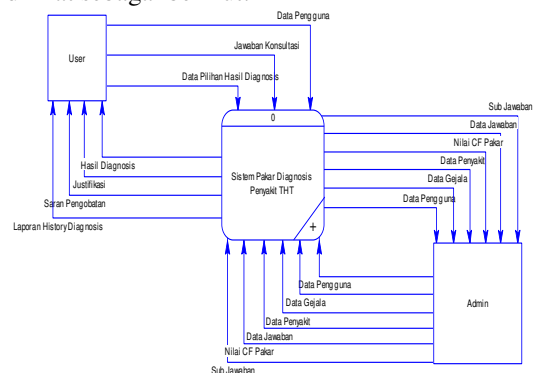 Data Pengguna
User
Jawaban Konsultasi
Data Pilihan Hasil Diagnosis
0
Sistem Pakar Diagnosis
Penyakit THT
+
Hasil Diagnosis
Justifikasi
Saran Pengobatan
Laporan History Diagnosis
Sub Jawaban
Data Jawaban
Nilai CF Pakar
Data Penyakit
Data Gejala
Data Pengguna
Admin
Data Pengguna
Data Gejala
Data Penyakit
Data Jawaban
Nilai CF Pakar
Sub Jawaban